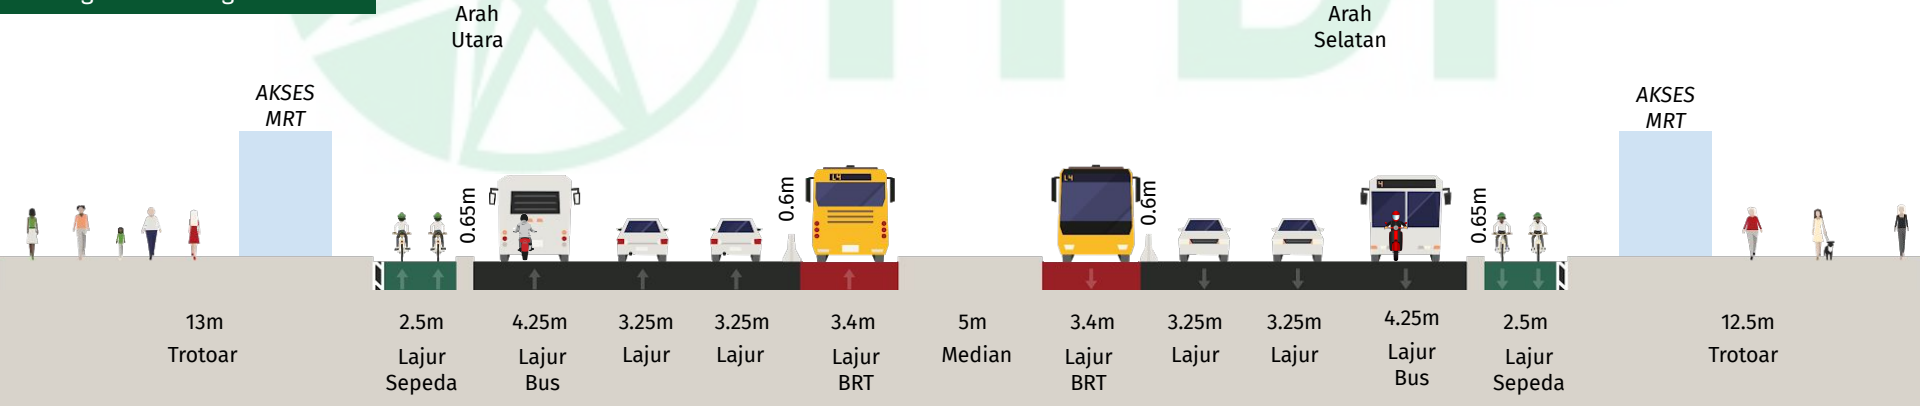 Arah
Utara
Arah
Selatan
AKSES
MRT
AKSES
MRT
0.65m
0.6m
0.6m
0.65m
L4
L4
4
13m
2.5m
4.25m
3.25m
3.25m
3.4m
5m
3.4m
3.25m
3.25m
4.25m
2.5m
12.5m
Trotoar
Lajur
Sepeda
Lajur
Bus
Lajur
Lajur
Lajur
BRT
Median
Lajur
BRT
Lajur
Lajur
Lajur
Bus
Lajur
Sepeda
Trotoar